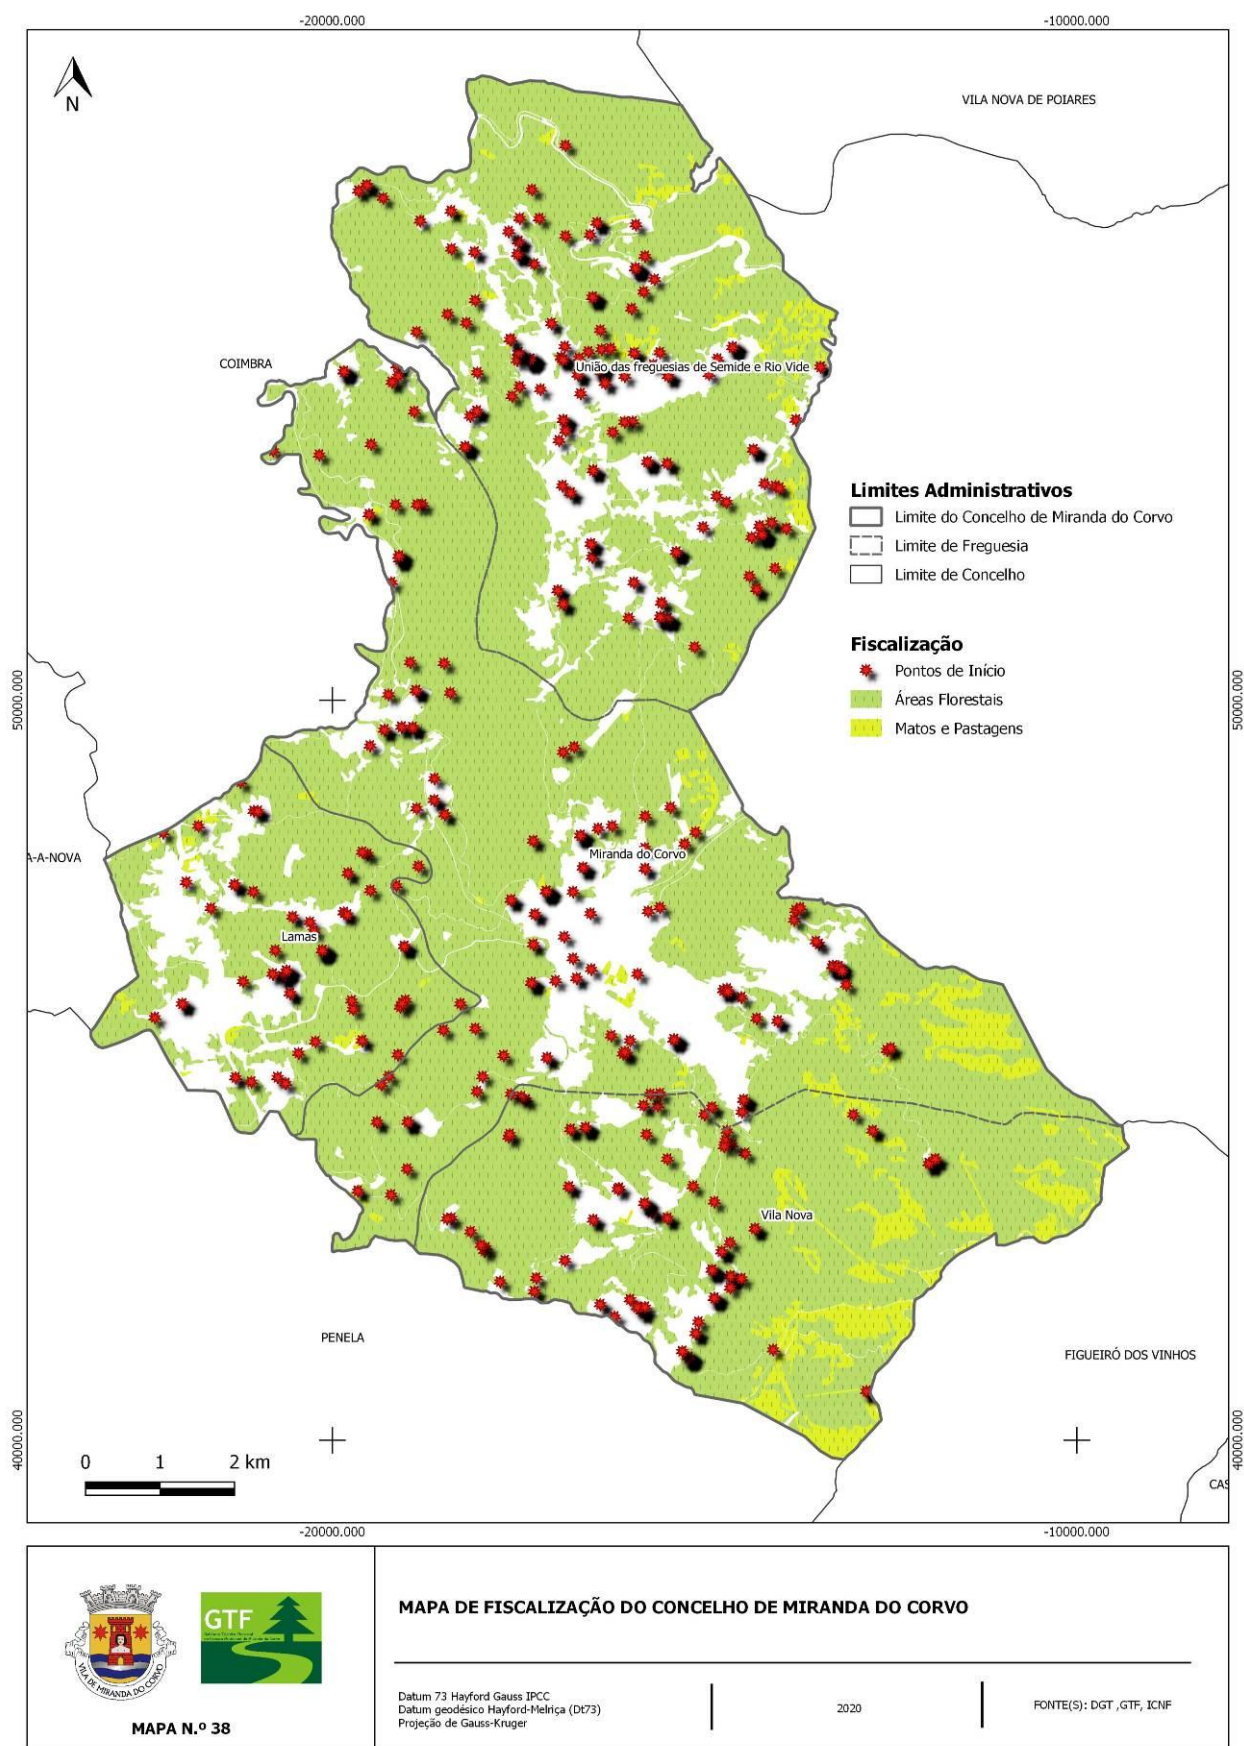 -20000.000
-10000.000
N
VILA NOVA DE POIARES
COIMBRA
União das freguesias de Semide e Rio Vide
Limites Administrativos
Limite do Concelho de Miranda do Corvo
Limite de Freguesia
Limite de Concelho
Fiscalização
Pontos de Início
Áreas Florestais
Matos e Pastagens
50000.000
50000.000
A-A-NOVA
Miranda do Corvo
Lamas
Vila Nova
PENELA
FIGUEIRÓ DOS VINHOS
40000.000
40000.000
0 1 2 km
CAS
-20000.000
-10000.000
GTF
VILA DE MIRANDA DO CORVO
MAPA N.º 38
MAPA DE FISCALIZAÇÃO DO CONCELHO DE MIRANDA DO CORVO
Datum 73 Hayford Gauss IPCC
Datum geodésico Hayford-Melriça (Dt73)
Projeção de Gauss-Kruger
2020
FONTE(S): DGT ,GTF, ICNF